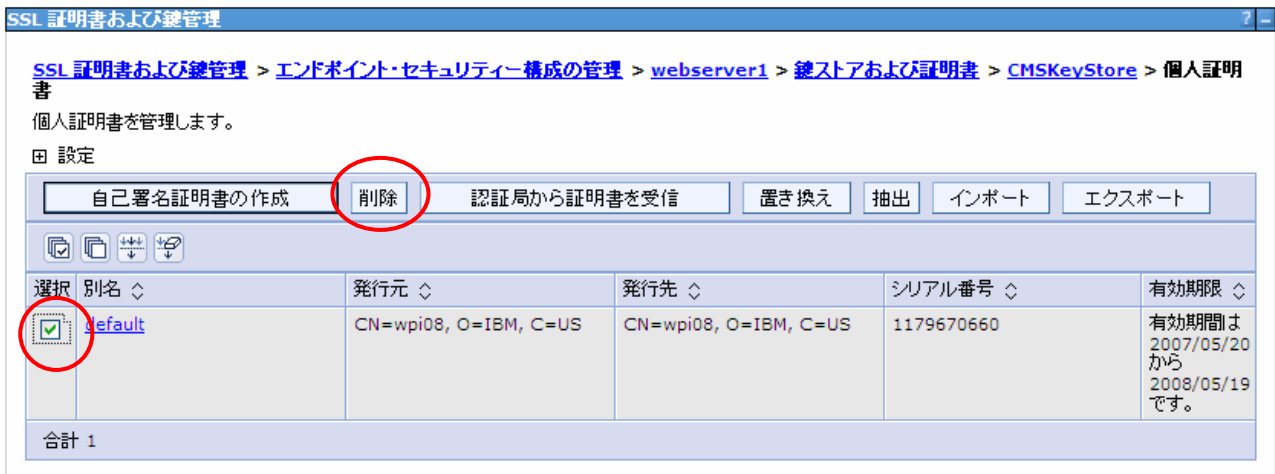 SSL 証明書および鍵管理 ? –
SSL 証明書および鍵管理 > エンドポイント・セキュリティー構成の管理 > webserver1 > 鍵ストアおよび証明書 > CMSKeyStore > 個人証明
書
個人証明書を管理します。
設定
自己署名証明書の作成 削除 認証局から証明書を受信 置き換え 抽出 インポート エクスポート
選択 別名 発行元 発行先 シリアル番号 有効期限
default CN=wpi08, O=IBM, C=US CN=wpi08, O=IBM, C=US 1179670660 有効期間は
2007/05/20
から
2008/05/19
です。
合計 1